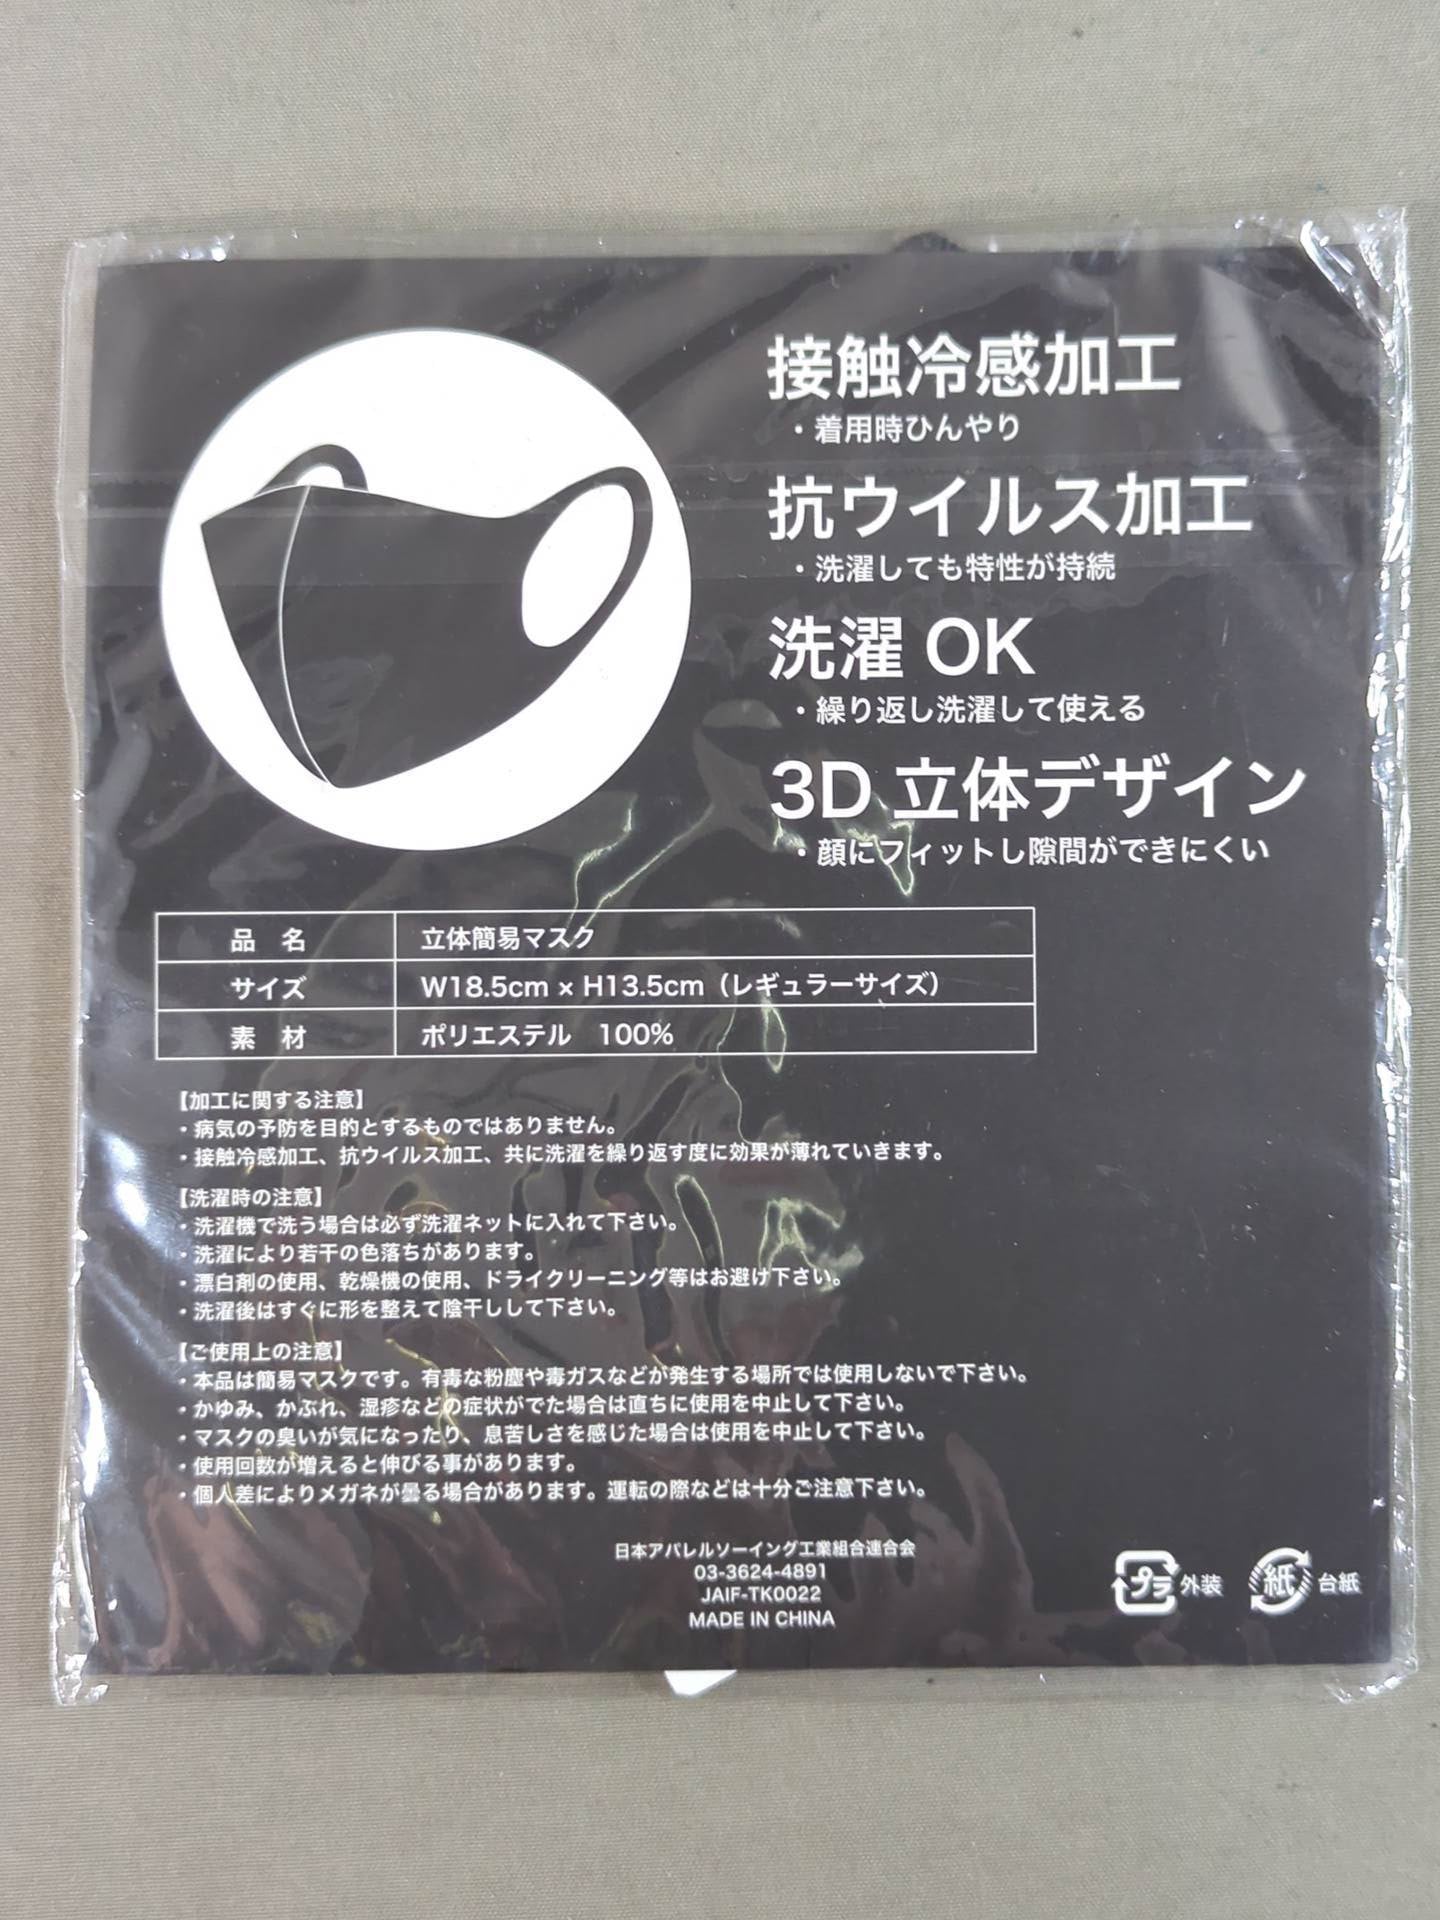 接触冷感加工
・着用時ひんやり
抗ウイルス加工
・洗濯しても特性が持続
洗濯 OK
・繰り返し洗濯して使える
3D 立体デザイン
・顔にフィットし隙間ができにくい
品 名 立体簡易マスク
サイズ W18.5cm × H13.5cm（レギュラーサイズ）
素 材 ポリエステル 100%
【加工に関する注意】
・病気の予防を目的とするものではありません。
・接触冷感加工、抗ウイルス加工、共に洗濯を繰り返す度に効果が薄れていきます。
【洗濯時の注意】
・洗濯機で洗う場合は必ず洗濯ネットに入れて下さい。
・洗濯により若干の色落ちがあります。
・漂白剤の使用、乾燥機の使用、ドライクリーニング等はお避け下さい。
・洗濯後はすぐに形を整えて陰干しして下さい。
【ご使用上の注意】
・本品は簡易マスクです。有毒な粉塵や毒ガスなどが発生する場所では使用しないで下さい。
・かゆみ、かぶれ、湿疹などの症状がでた場合は直ちに使用を中止して下さい。
・マスクの臭いが気になったり、息苦しさを感じた場合は使用を中止して下さい。
・使用回数が増えると伸びる事があります。
・個人差によりメガネが曇る場合があります。運転の際などは十分ご注意下さい。
日本アパレルソーイング工業組合連合会
03-3624-4891
JAIF-TK0022
MADE IN CHINA
プラ 外装 紙 台紙